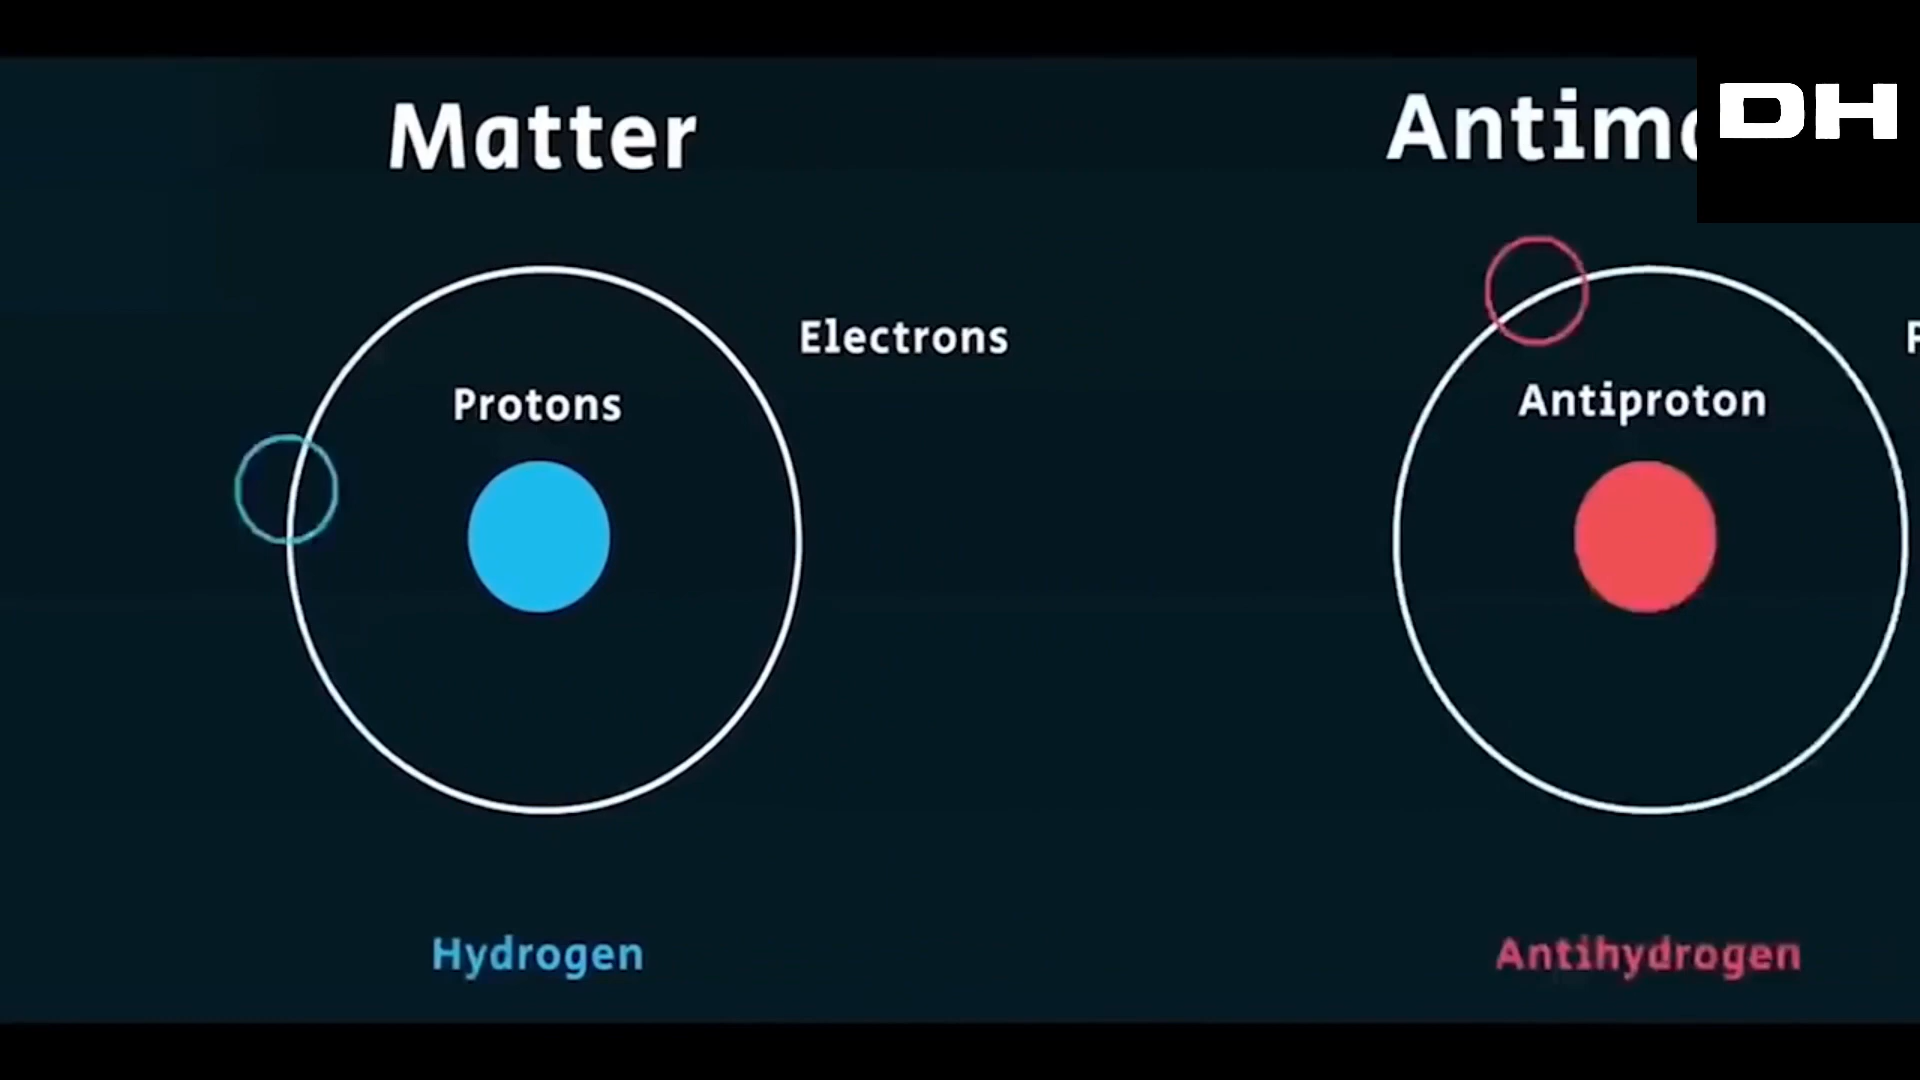 Matter
DH
Electrons
Protons
Antiproton
Hydrogen
Antihydrogen